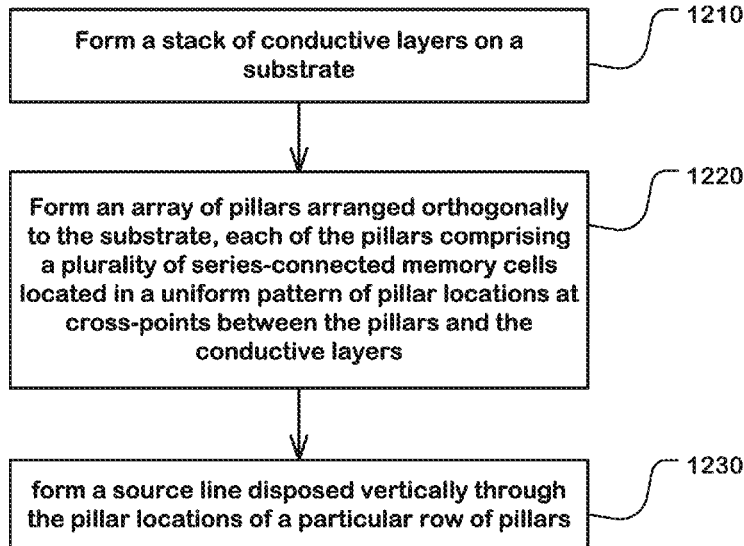 1210
Form a stack of conductive layers on a
substrate
1220
Form an array of pillars arranged orthogonally
to the substrate, each of the pillars comprising
a plurality of series-connected memory cells
located in a uniform pattern of pillar locations at
cross-points between the pillars and the
conductive layers
1230
form a source line disposed vertically through
the pillar locations of a particular row of pillars